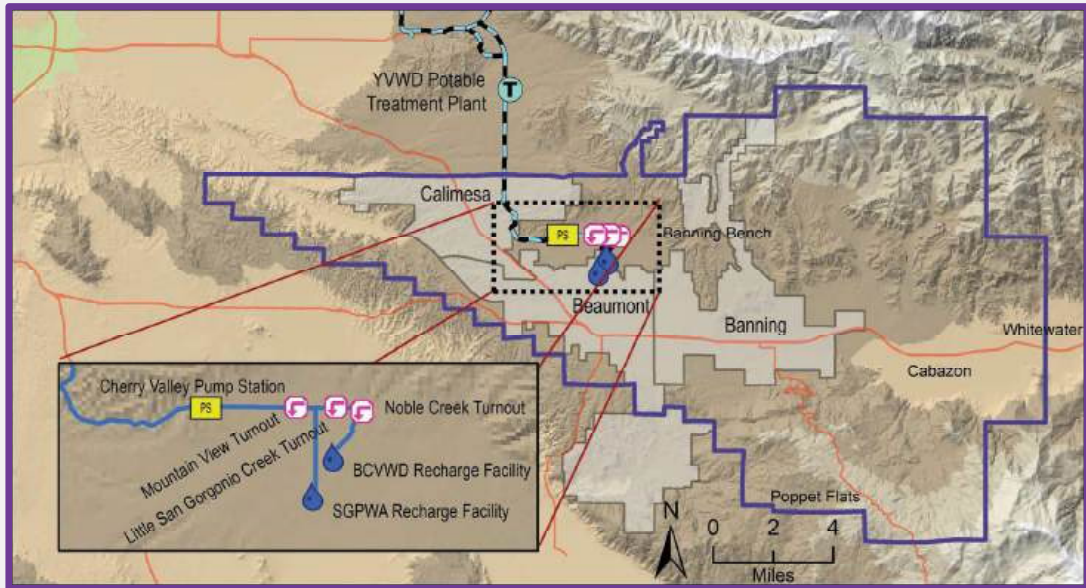 YVWD Potable
Treatment Plant
T
Calimesa
PS
Banning Bench
Beaumont
Banning
Whitewater
Cabazon
Cherry Valley Pump Station
PS
Noble Creek Turnout
Mountain View Turnout
Little San Gorgonio Creek Turnout
BCVWD Recharge Facility
SGPWA Recharge Facility
Poppet Flats
N
0 2 4
Miles